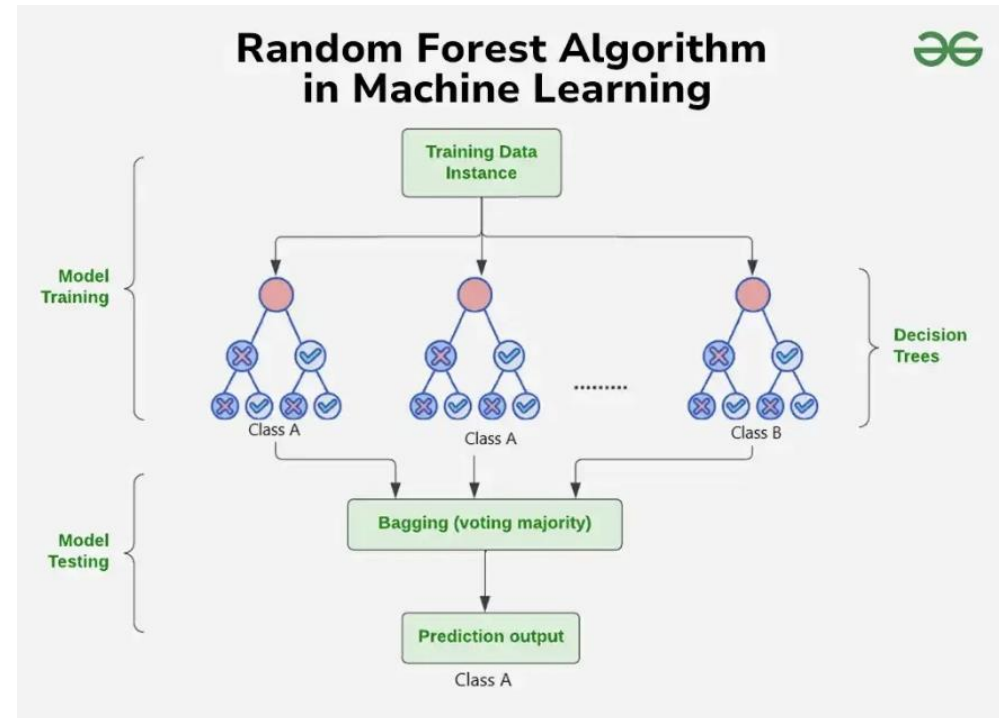 Random Forest Algorithm
in Machine Learning
Training Data
Instance
Model
Training
Decision
Trees
.........
Class A
Class A
Class B
Bagging (voting majority)
Model
Testing
Prediction output
Class A